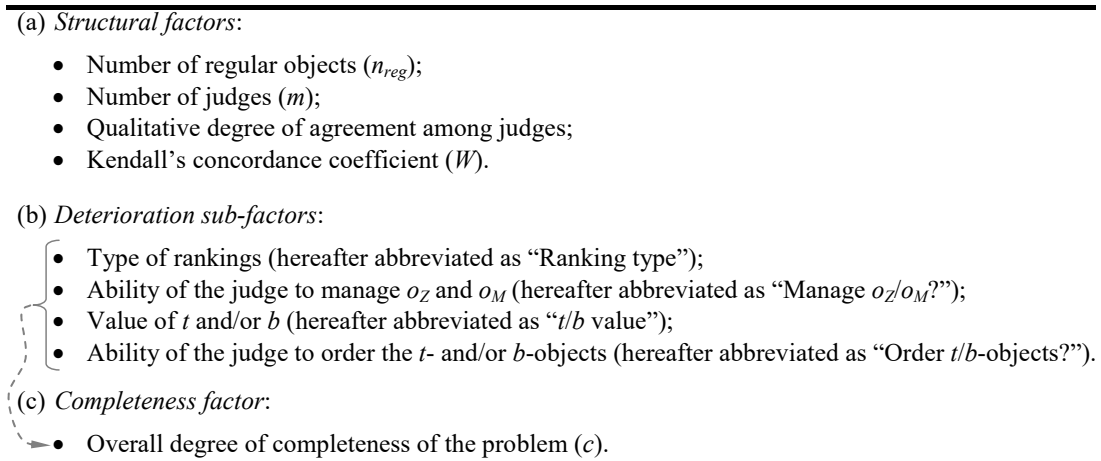 (a) Structural factors:
• Number of regular objects (nreg);
• Number of judges (m);
• Qualitative degree of agreement among judges;
• Kendall’s concordance coefficient (W).
(b) Deterioration sub-factors:
• Type of rankings (hereafter abbreviated as “Ranking type”);
• Ability of the judge to manage oZ and oM (hereafter abbreviated as “Manage oZ/oM?”);
• Value of t and/or b (hereafter abbreviated as “t/b value”);
• Ability of the judge to order the t- and/or b-objects (hereafter abbreviated as “Order t/b-objects?”).
(c) Completeness factor:
• Overall degree of completeness of the problem (c).